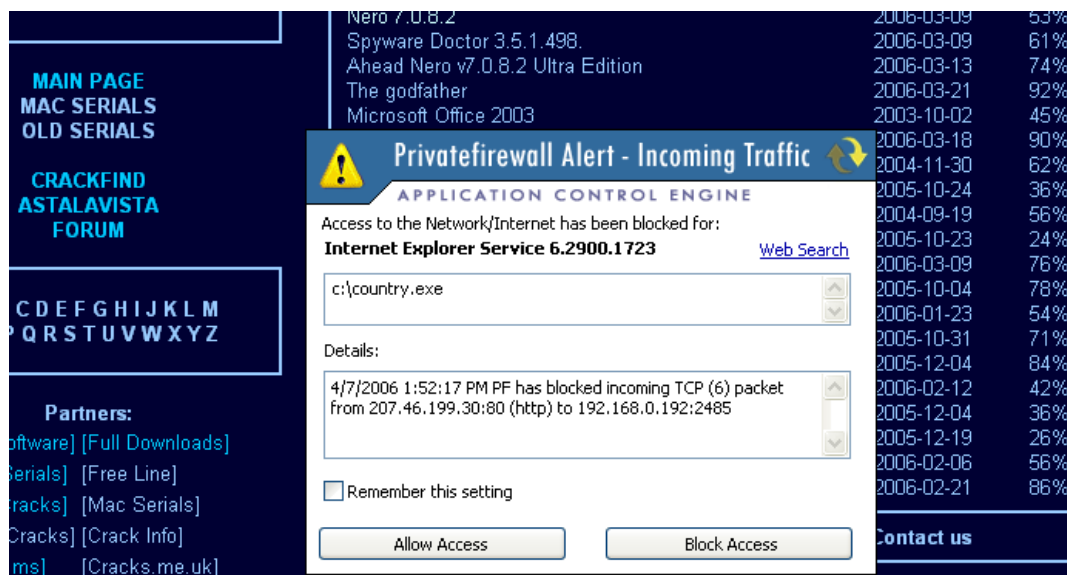 MAIN PAGE
MAC SERIALS
OLD SERIALS
CRACKFIND
ASTALAVISTA
FORUM
C D E F G H I J K L M
Q R S T U V W X Y Z
Partners:
[Full Downloads]
[Free Line]
[Mac Serials]
Cracks] [Crack Info]
[Cracks.me.uk]
Nero 7.0.8.2 2006-03-09 53%
Spyware Doctor 3.5.1.498. 2006-03-09 61%
Ahead Nero v7.0.8.2 Ultra Edition 2006-03-13 74%
The godfather 2006-03-21 92%
Microsoft Office 2003 2003-10-02 45%
2006-03-18 90%
2004-11-30 62%
2005-10-24 36%
2004-09-19 56%
2005-10-23 24%
2006-03-09 76%
2005-10-04 78%
2006-01-23 54%
2005-10-31 71%
2005-12-04 84%
2006-02-12 42%
2005-12-04 36%
2005-12-19 26%
2006-02-06 56%
2006-02-21 86%
Contact us
Privatefirewall Alert - Incoming Traffic
APPLICATION CONTROL ENGINE
Access to the Network/Internet has been blocked for:
Internet Explorer Service 6.2900.1723 Web Search
c:\country.exe
Details:
4/7/2006 1:52:17 PM PF has blocked incoming TCP (6) packet
from 207.46.199.30:80 (http) to 192.168.0.192:2485
Remember this setting
Allow Access Block Access